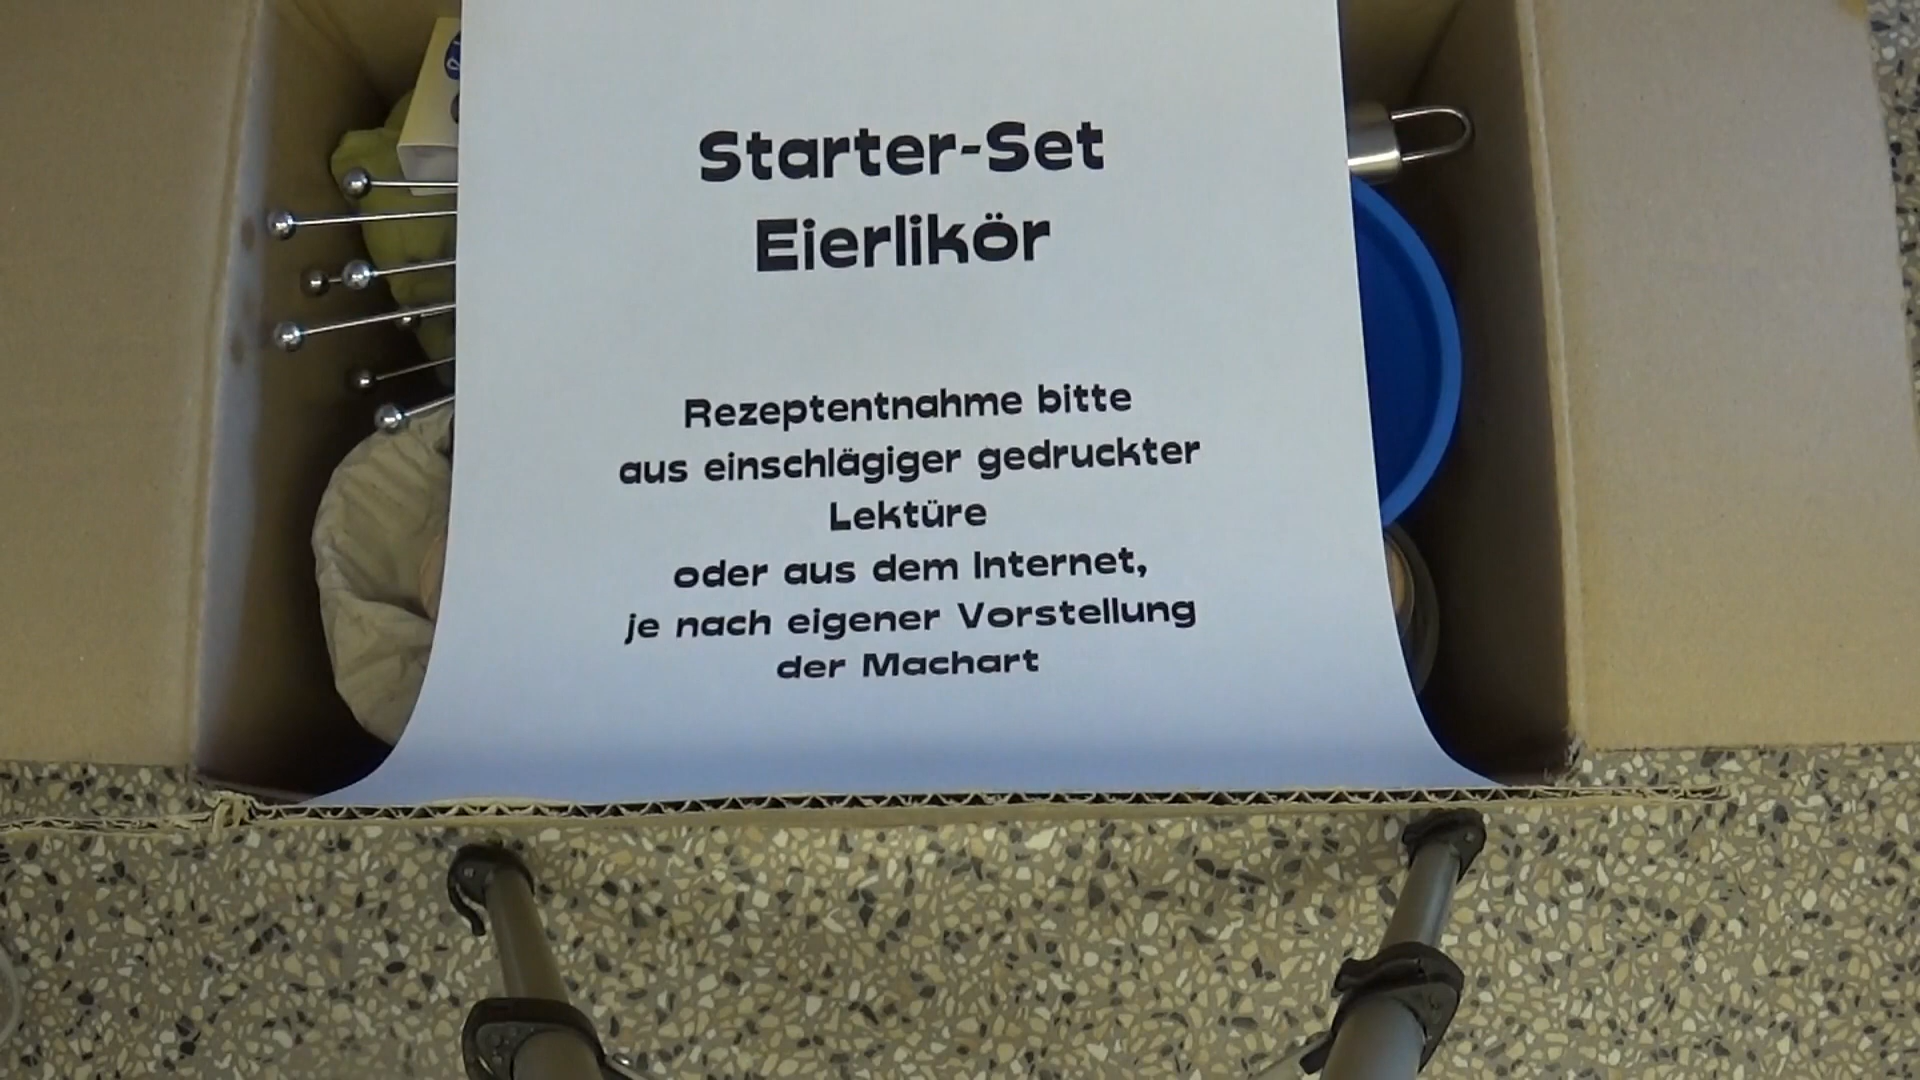 Starter-Set
Eierlikör
Rezeptentnahme bitte
aus einschlägiger gedruckter
Lektüre
oder aus dem Internet,
je nach eigener Vorstellung
der Machart